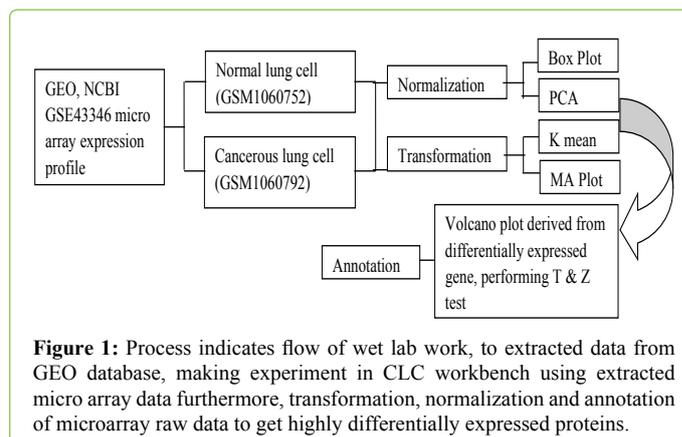 GEO, NCBI
GSE43346 micro
array expression
profile
Normal lung cell
(GSM1060752)
Cancerous lung cell
(GSM1060792)
Normalization
Transformation
Box Plot
PCA
K mean
MA Plot
Volcano plot derived from
differentially expressed
gene, performing T & Z
test
Annotation
Figure 1: Process indicates flow of wet lab work, to extracted data from
GEO database, making experiment in CLC workbench using extracted
micro array data furthermore, transformation, normalization and annotation
of microarray raw data to get highly differentially expressed proteins.